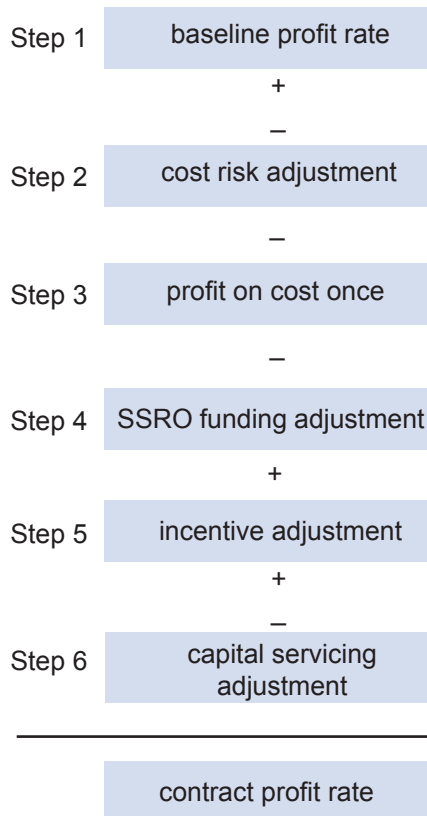 Step 1
baseline profit rate
+
–
Step 2
cost risk adjustment
–
Step 3
profit on cost once
–
Step 4
SSRO funding adjustment
+
Step 5
incentive adjustment
+
–
Step 6
capital servicing
adjustment
contract profit rate